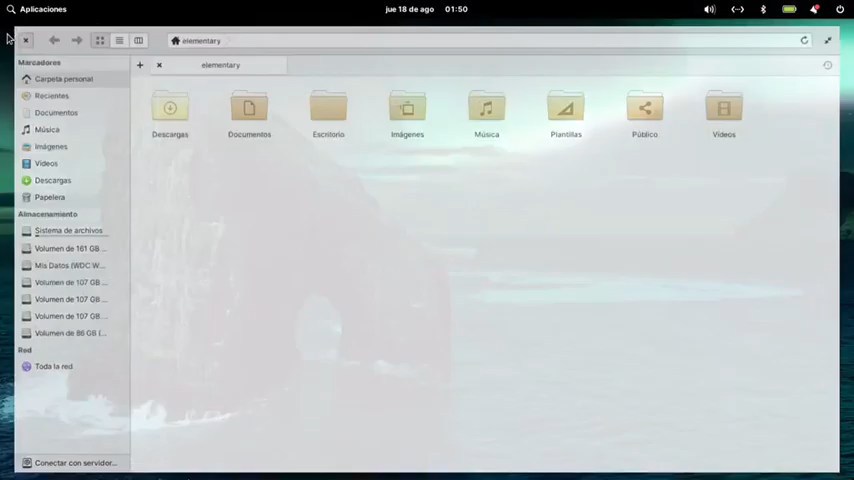 Aplicaciones
jue 18 de ago 01:50
elementary
elementary
Marcadores
Carpeta personal
Recientes
Documentos
Música
Imágenes
Vídeos
Descargas
Papelera
Almacenamiento
Sistema de archivos
Volumen de 161 GB ...
Mis Datos (WDC W...
Volumen de 107 GB ...
Volumen de 107 GB ...
Volumen de 107 GB ...
Volumen de 86 GB (...
Red
Toda la red
Conectar con servidor...
Descargas
Documentos
Escritorio
Imágenes
Música
Plantillas
Público
Vídeos